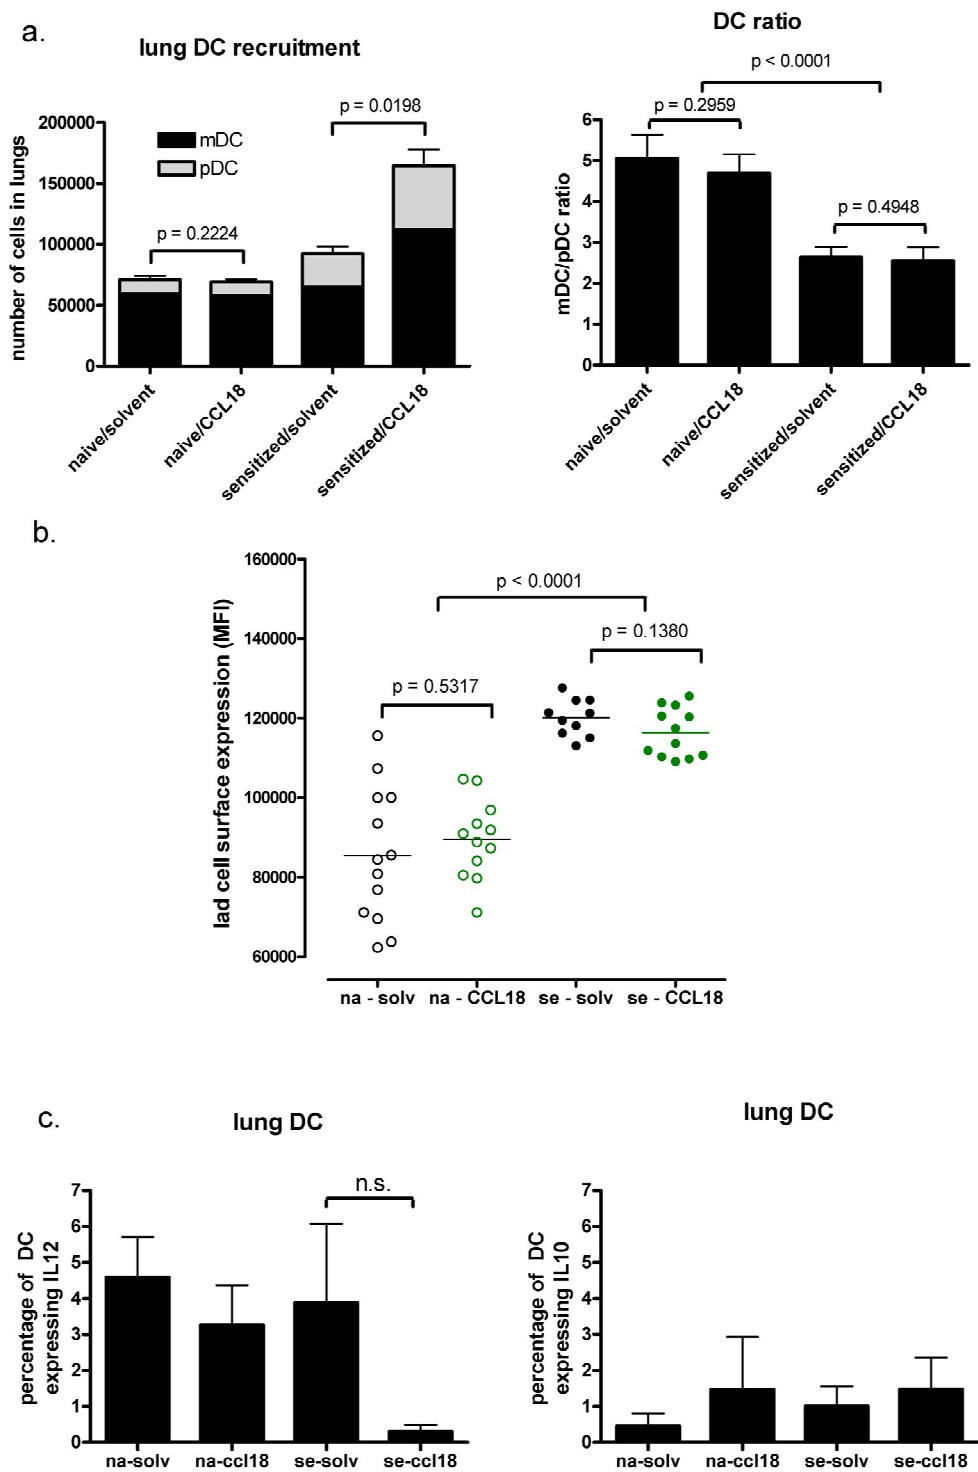 a.
lung DC recruitment
number of cells in lungs
200000
150000
100000
50000
0
mDC
pDC
p = 0.2224
p = 0.0198
naive/solvent
naive/CCL18
sensitized/solvent
sensitized/CCL18
DC ratio
mDC/pDC ratio
6
5
4
3
2
1
0
p < 0.0001
p = 0.2959
p = 0.4948
naive/solvent
naive/CCL18
sensitized/solvent
sensitized/CCL18
b.
Iad cell surface expression (MFI)
160000
140000
120000
100000
80000
60000
p < 0.0001
p = 0.1380
p = 0.5317
na - solv
na - CCL18
se - solv
se - CCL18
c.
lung DC
percentage of DC
expressing IL12
7
6
5
4
3
2
1
0
n.s.
na-solv
na-ccl18
se-solv
se-ccl18
lung DC
percentage of DC
expressing IL10
7
6
5
4
3
2
1
0
na-solv
na-ccl18
se-solv
se-ccl18